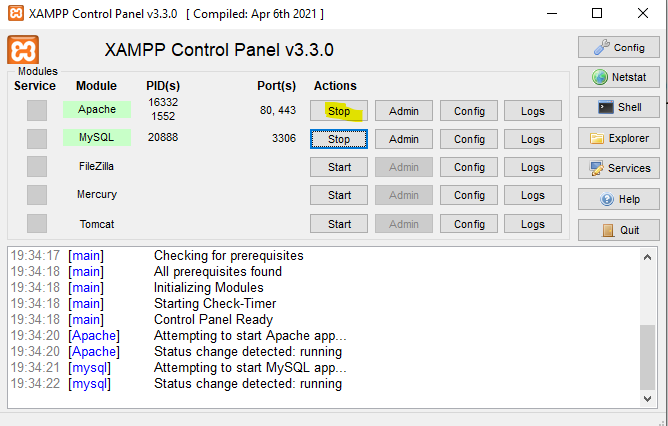 XAMPP Control Panel v3.3.0 [ Compiled: Apr 6th 2021 ]
XAMPP Control Panel v3.3.0
Config
Modules
Service Module PID(s) Port(s) Actions
Netstat
Apache 16332 1552 80, 443 Stop Admin Config Logs
Shell
MySQL 20888 3306 Stop Admin Config Logs
Explorer
FileZilla Start Admin Config Logs
Services
Mercury Start Admin Config Logs
Help
Tomcat Start Admin Config Logs
Quit
19:34:17 [main] Checking for prerequisites
19:34:18 [main] All prerequisites found
19:34:18 [main] Initializing Modules
19:34:18 [main] Starting Check-Timer
19:34:18 [main] Control Panel Ready
19:34:20 [Apache] Attempting to start Apache app...
19:34:20 [Apache] Status change detected: running
19:34:21 [mysql] Attempting to start MySQL app...
19:34:22 [mysql] Status change detected: running